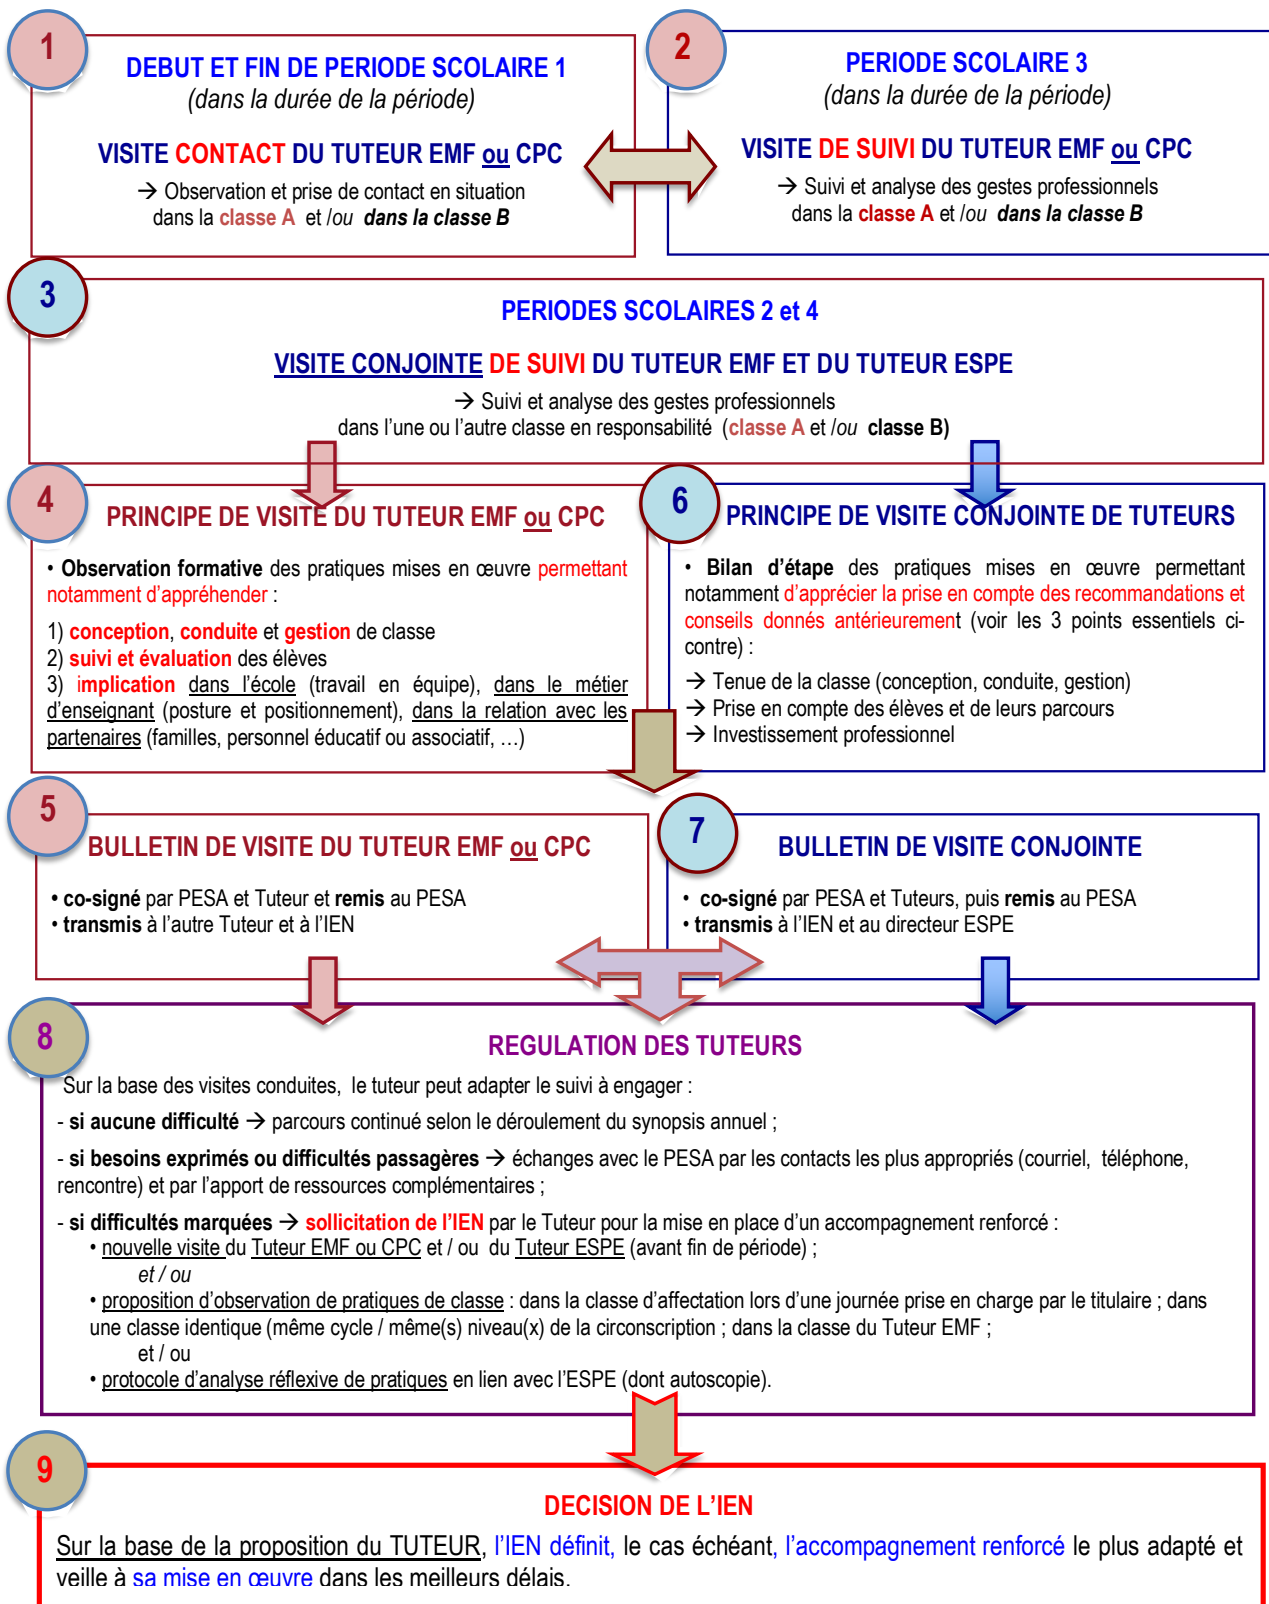 1
DEBUT ET FIN DE PERIODE SCOLAIRE 1
(dans la durée de la période)
VISITE CONTACT DU TUTEUR EMF ou CPC
→ Observation et prise de contact en situation
dans la classe A et /ou dans la classe B
2
PERIODE SCOLAIRE 3
(dans la durée de la période)
VISITE DE SUIVI DU TUTEUR EMF ou CPC
→ Suivi et analyse des gestes professionnels
dans la classe A et /ou dans la classe B
3
PERIODES SCOLAIRES 2 et 4
VISITE CONJOINTE DE SUIVI DU TUTEUR EMF ET DU TUTEUR ESPE
→ Suivi et analyse des gestes professionnels
dans l'une ou l'autre classe en responsabilité (classe A et /ou classe B)
4
PRINCIPE DE VISITE DU TUTEUR EMF ou CPC
• Observation formative des pratiques mises en œuvre permettant
notamment d'appréhender :
1) conception, conduite et gestion de classe
2) suivi et évaluation des élèves
3) implication dans l'école (travail en équipe), dans le métier
d'enseignant (posture et positionnement), dans la relation avec les
partenaires (familles, personnel éducatif ou associatif, …)
6
PRINCIPE DE VISITE CONJOINTE DE TUTEURS
• Bilan d'étape des pratiques mises en œuvre permettant
notamment d'apprécier la prise en compte des recommandations et
conseils donnés antérieurement (voir les 3 points essentiels ci-
contre) :
→ Tenue de la classe (conception, conduite, gestion)
→ Prise en compte des élèves et de leurs parcours
→ Investissement professionnel
5
BULLETIN DE VISITE DU TUTEUR EMF ou CPC
• co-signé par PESA et Tuteur et remis au PESA
• transmis à l'autre Tuteur et à l'IEN
7
BULLETIN DE VISITE CONJOINTE
• co-signé par PESA et Tuteurs, puis remis au PESA
• transmis à l'IEN et au directeur ESPE
8
REGULATION DES TUTEURS
Sur la base des visites conduites, le tuteur peut adapter le suivi à engager :
- si aucune difficulté → parcours continué selon le déroulement du synopsis annuel ;
- si besoins exprimés ou difficultés passagères → échanges avec le PESA par les contacts les plus appropriés (courriel, téléphone,
rencontre) et par l'apport de ressources complémentaires ;
- si difficultés marquées → sollicitation de l'IEN par le Tuteur pour la mise en place d'un accompagnement renforcé :
• nouvelle visite du Tuteur EMF ou CPC et / ou du Tuteur ESPE (avant fin de période) ;
et / ou
• proposition d'observation de pratiques de classe : dans la classe d'affectation lors d'une journée prise en charge par le titulaire ; dans
une classe identique (même cycle / même(s) niveau(x) de la circonscription ; dans la classe du Tuteur EMF ;
et / ou
• protocole d'analyse réflexive de pratiques en lien avec l'ESPE (dont autoscopie).
9
DECISION DE L'IEN
Sur la base de la proposition du TUTEUR, l'IEN définit, le cas échéant, l'accompagnement renforcé le plus adapté et
veille à sa mise en œuvre dans les meilleurs délais.